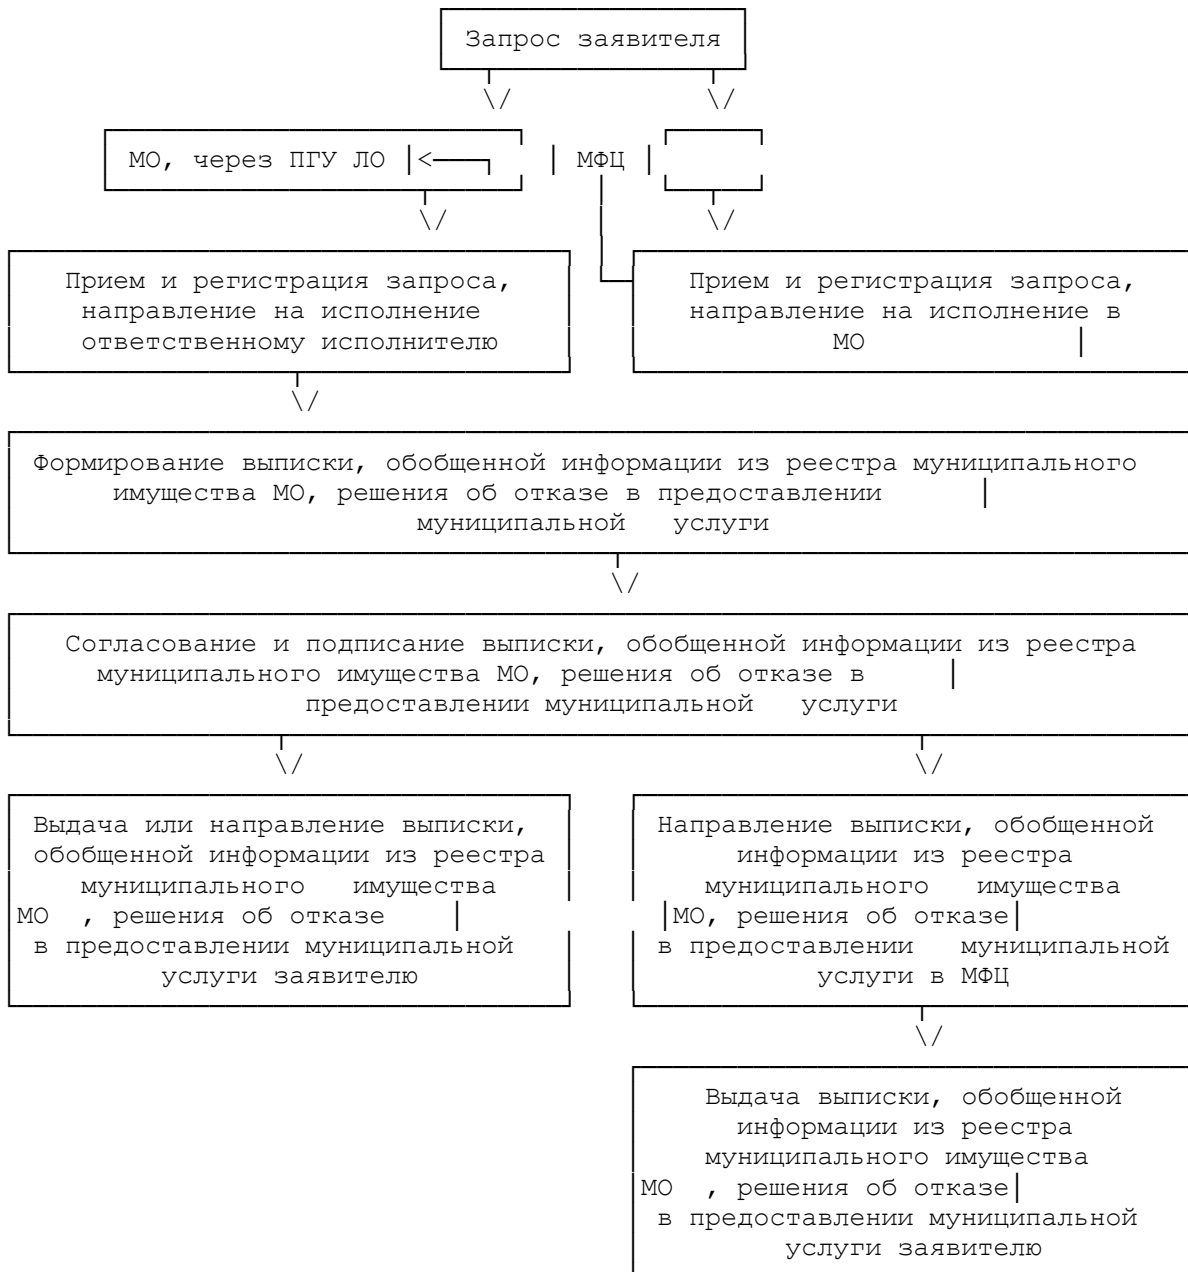 Запрос заявителя
МО, через ПГУ ЛО
МФЦ
Прием и регистрация запроса,
направление на исполнение
ответственному исполнителю
Прием и регистрация запроса,
направление на исполнение в
МО
Формирование выписки, обобщенной информации из реестра муниципального
имущества МО, решения об отказе в предоставлении
муниципальной услуги
Согласование и подписание выписки, обобщенной информации из реестра
муниципального имущества МО, решения об отказе в
предоставлении муниципальной услуги
Выдача или направление выписки,
обобщенной информации из реестра
муниципального имущества
МО , решения об отказе
в предоставлении муниципальной
услуги заявителю
Направление выписки, обобщенной
информации из реестра
муниципального имущества
МО, решения об отказе
в предоставлении муниципальной
услуги в МФЦ
Выдача выписки, обобщенной
информации из реестра
муниципального имущества
МО , решения об отказе
в предоставлении муниципальной
услуги заявителю